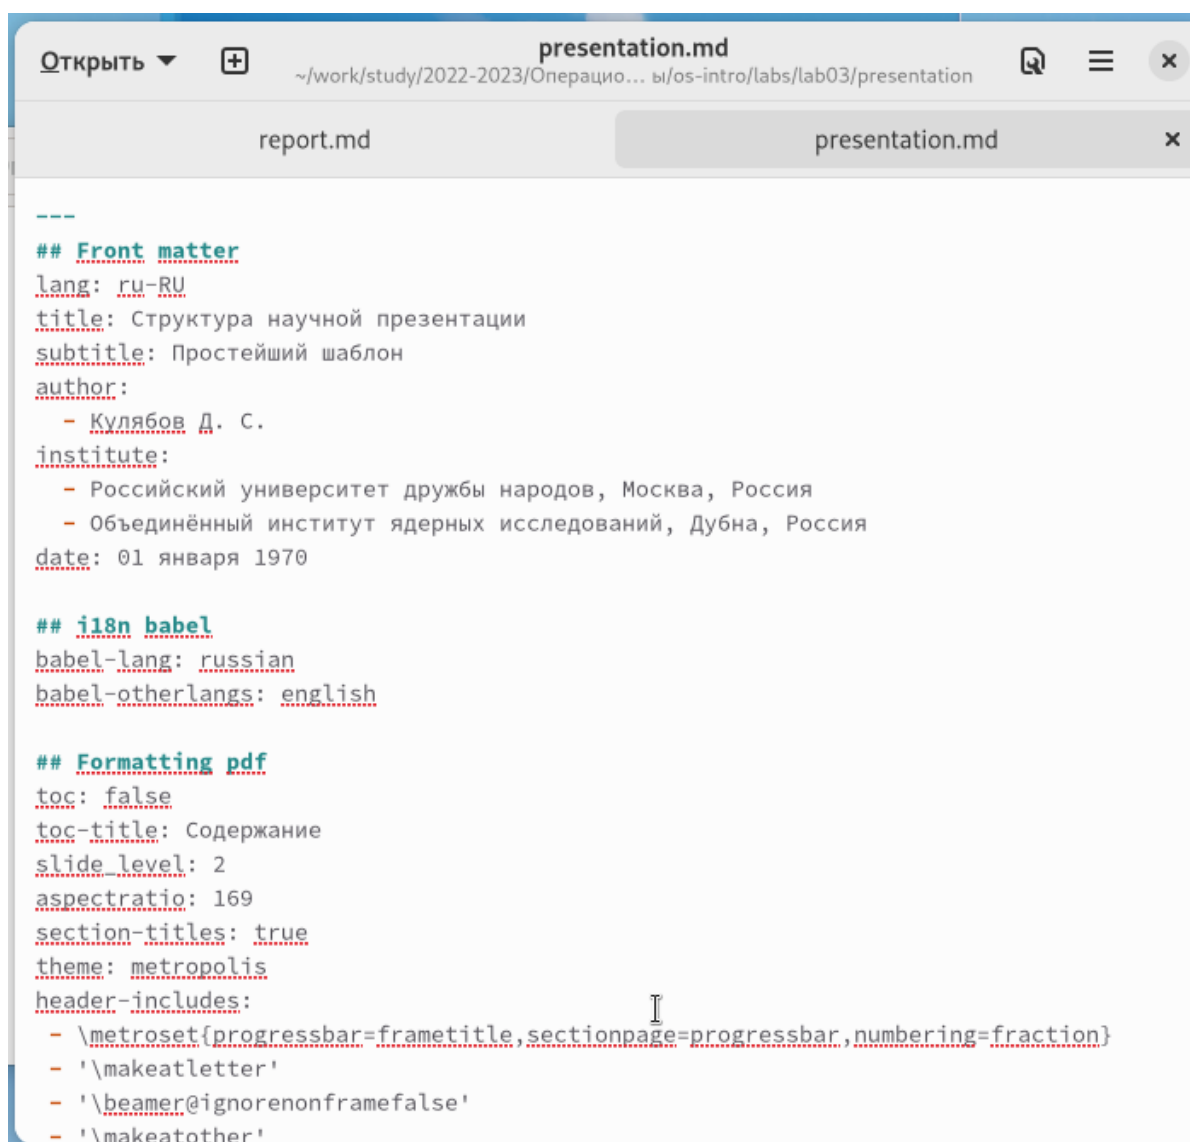 Открыть
presentation.md
~/work/study/2022-2023/Операцио… ы/os-intro/labs/lab03/presentation
report.md
presentation.md
---
## Front matter
lang: ru-RU
title: Структура научной презентации
subtitle: Простейший шаблон
author:
  - Кулябов Д. С.
institute:
  - Российский университет дружбы народов, Москва, Россия
  - Объединённый институт ядерных исследований, Дубна, Россия
date: 01 января 1970

## i18n babel
babel-lang: russian
babel-otherlangs: english

## Formatting pdf
toc: false
toc-title: Содержание
slide_level: 2
aspectratio: 169
section-titles: true
theme: metropolis
header-includes:
 - \metroset{progressbar=frametitle,sectionpage=progressbar,numbering=fraction}
 - '\makeatletter'
 - '\beamer@ignorenonframefalse'
 - '\makeatother'